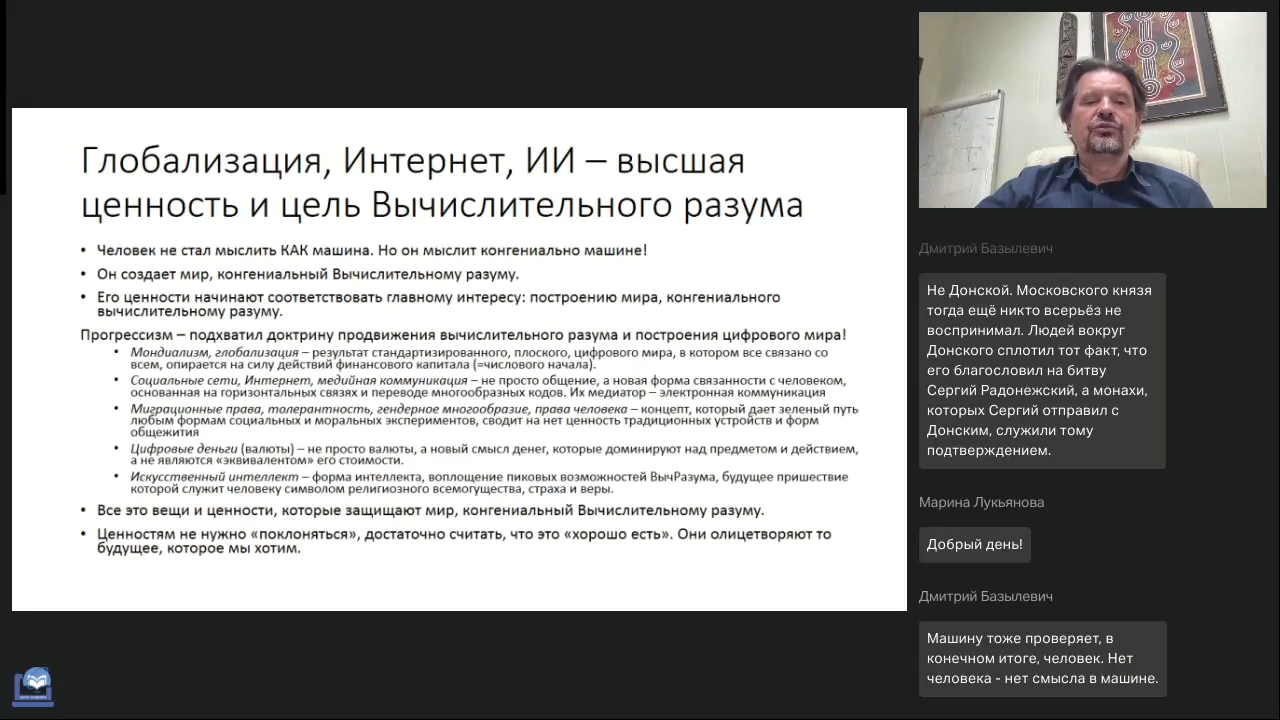 Глобализация, Интернет, ИИ – высшая
ценность и цель Вычислительного разума
• Человек не стал мыслить КАК машина. Но он мыслит конгениально машине!
• Он создает мир, конгениальный Вычислительному разуму.
• Его ценности начинают соответствовать главному интересу: построению мира, конгениального
вычислительному разуму.
Прогрессизм – подхватил доктрину продвижения вычислительного разума и построения цифрового мира!
• Мондиализм, глобализация – результат стандартизированного, плоского, цифрового мира, в котором все связано со
всем, опирается на силу действий финансового капитала (=числового начала).
• Социальные сети, Интернет, медийная коммуникация – не просто общение, а новая форма связанности с человеком,
основанная на горизонтальных связях и переводе многообразных кодов. Их медиатор – электронная коммуникация
• Миграционные права, толерантность, гендерное многообразие, права человека – концепт, который дает зеленый путь
любым формам социальных и моральных экспериментов, сводит на нет ценность традиционных устройств и форм
общежития
• Цифровые деньги (валюты) – не просто валюты, а новый смысл денег, которые доминируют над предметом и действием,
а не являются «эквивалентом» его стоимости.
• Искусственный интеллект – форма интеллекта, воплощение пиковых возможностей ВычРазума, будущее пришествие
которой служит человеку символом религиозного всемогущества, страха и веры.
• Все это вещи и ценности, которые защищают мир, конгениальный Вычислительному разуму.
• Ценностям не нужно «поклоняться», достаточно считать, что это «хорошо есть». Они олицетворяют то
будущее, которое мы хотим.
Дмитрий Базылевич
Не Донской. Московского князя
тогда ещё никто всерьёз не
воспринимал. Людей вокруг
Донского сплотил тот факт, что
его благословил на битву
Сергий Радонежский, а монахи,
которых Сергий отправил с
Донским, служили тому
подтверждением.
Марина Лукьянова
Добрый день!
Дмитрий Базылевич
Машину тоже проверяет, в
конечном итоге, человек. Нет
человека - нет смысла в машине.